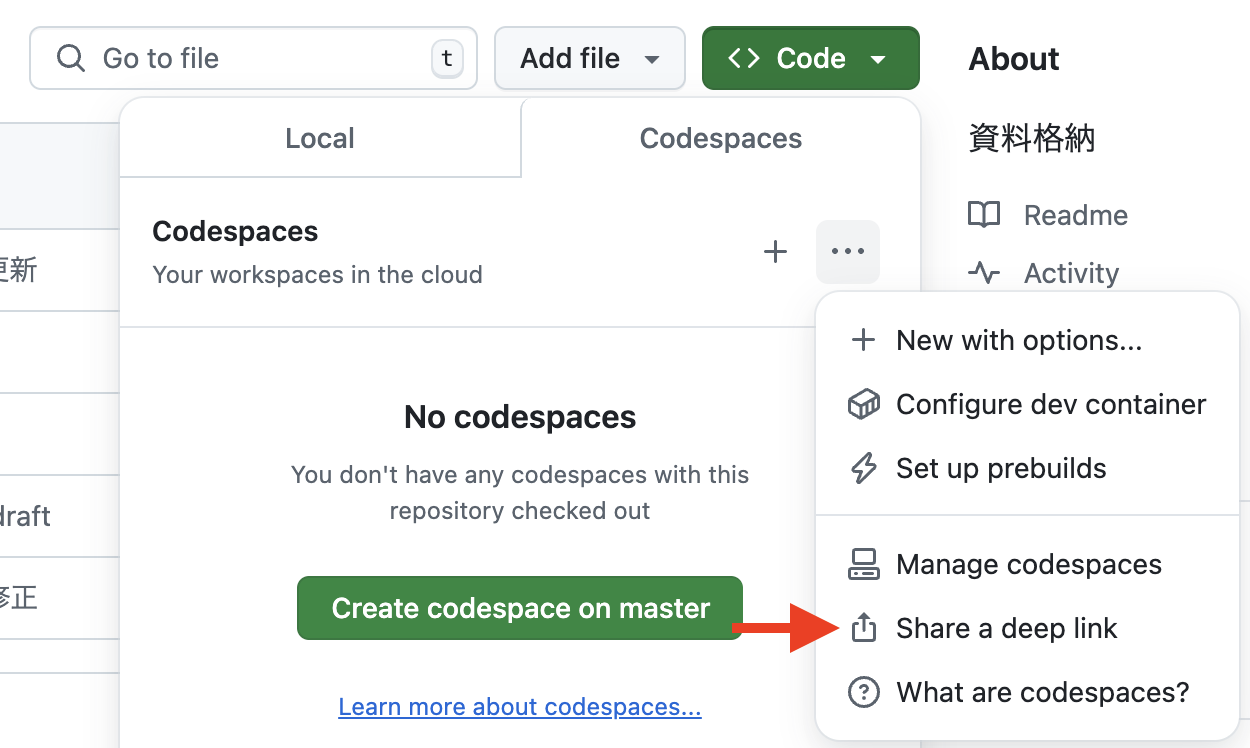 Go to file
t
Add file
Code
About
Local
Codespaces
資料格納
Codespaces
Your workspaces in the cloud
Readme
Activity
更新
New with options...
Configure dev container
Set up prebuilds
No codespaces
You don't have any codespaces with this
repository checked out
draft
Manage codespaces
修正
Create codespace on master
Share a deep link
What are codespaces?
Learn more about codespaces...